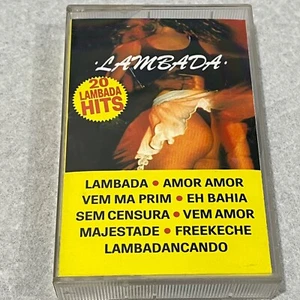 ·LAMBADA·
20
LAMBADA
HITS
LAMBADA • AMOR AMOR
VEM MA PRIM • EH BAHIA
SEM CENSURA • VEM AMOR
MAJESTADE • FREEKECHE
LAMBADANCANDO